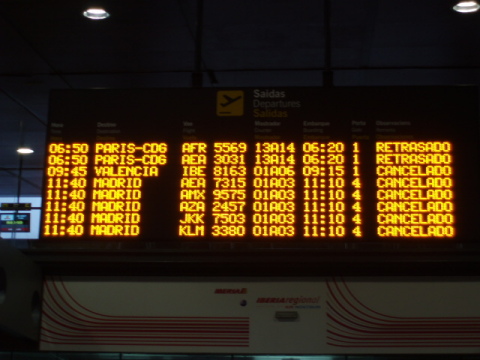 Saídas
Departures
Salidas
06:50 PARIS-CDG AFR 5569 13A14 06:20 1 RETRASADO
06:50 PARIS-CDG AEA 3031 13A14 06:20 1 RETRASADO
09:45 VALENCIA IBE 8163 01A06 09:15 1 CANCELADO
11:40 MADRID AEA 7315 01A03 11:10 4 CANCELADO
11:40 MADRID AMX 9575 01A03 11:10 4 CANCELADO
11:40 MADRID AZA 2457 01A03 11:10 4 CANCELADO
11:40 MADRID JKK 7503 01A03 11:10 4 CANCELADO
11:40 MADRID KLM 3380 01A03 11:10 4 CANCELADO
IBERIA IBERIAregional